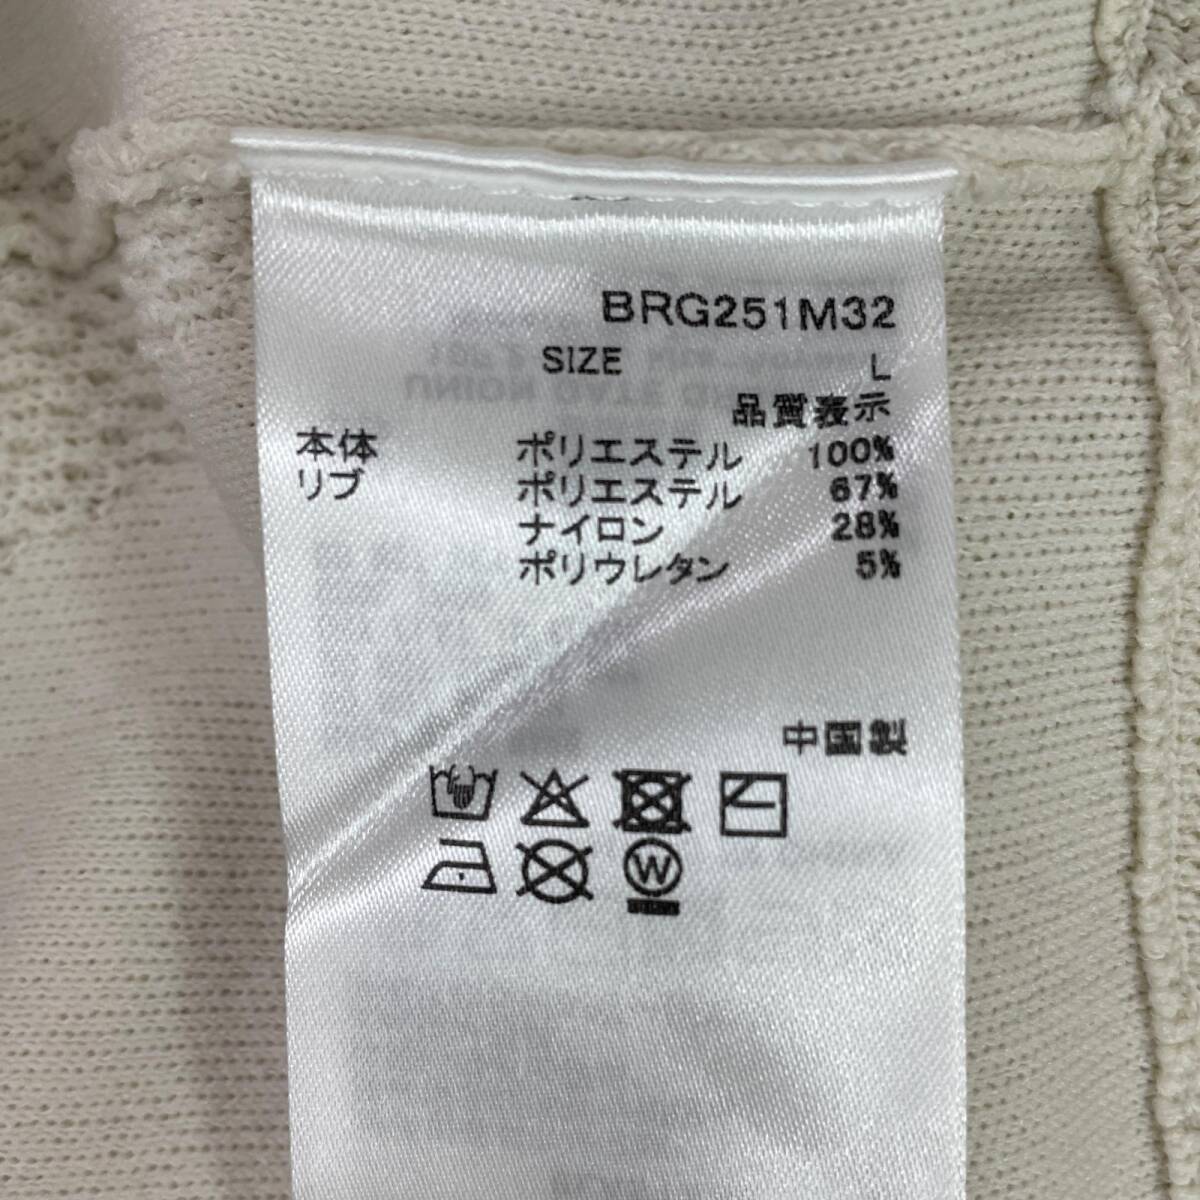 BRG251M32
SIZE L
品質表示
本体 ポリエステル 100%
リブ ポリエステル 67%
ナイロン 28%
ポリウレタン 5%
中国製
W